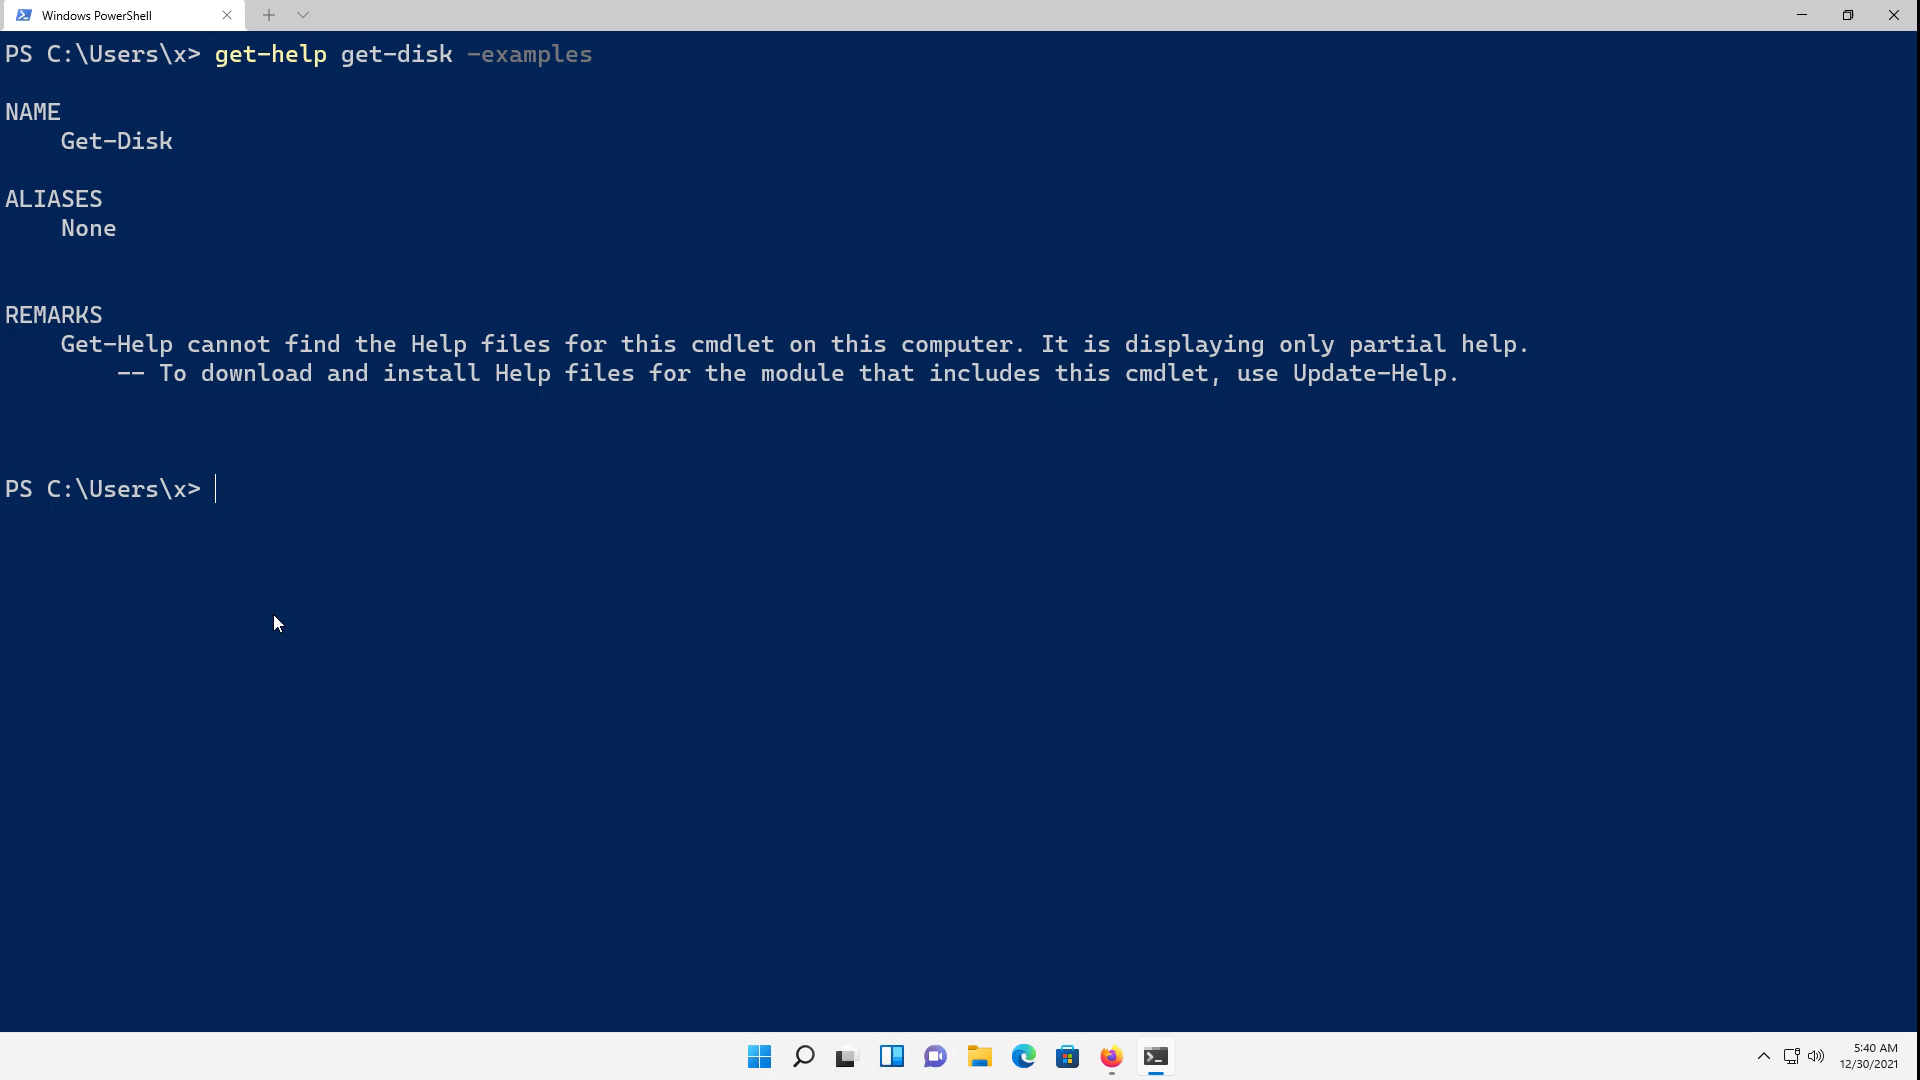 Windows PowerShell
PS C:\Users\x> get-help get-disk -examples
NAME
Get-Disk
ALIASES
None
REMARKS
Get-Help cannot find the Help files for this cmdlet on this computer. It is displaying only partial help.
-- To download and install Help files for the module that includes this cmdlet, use Update-Help.
PS C:\Users\x>
5:40 AM
12/30/2021